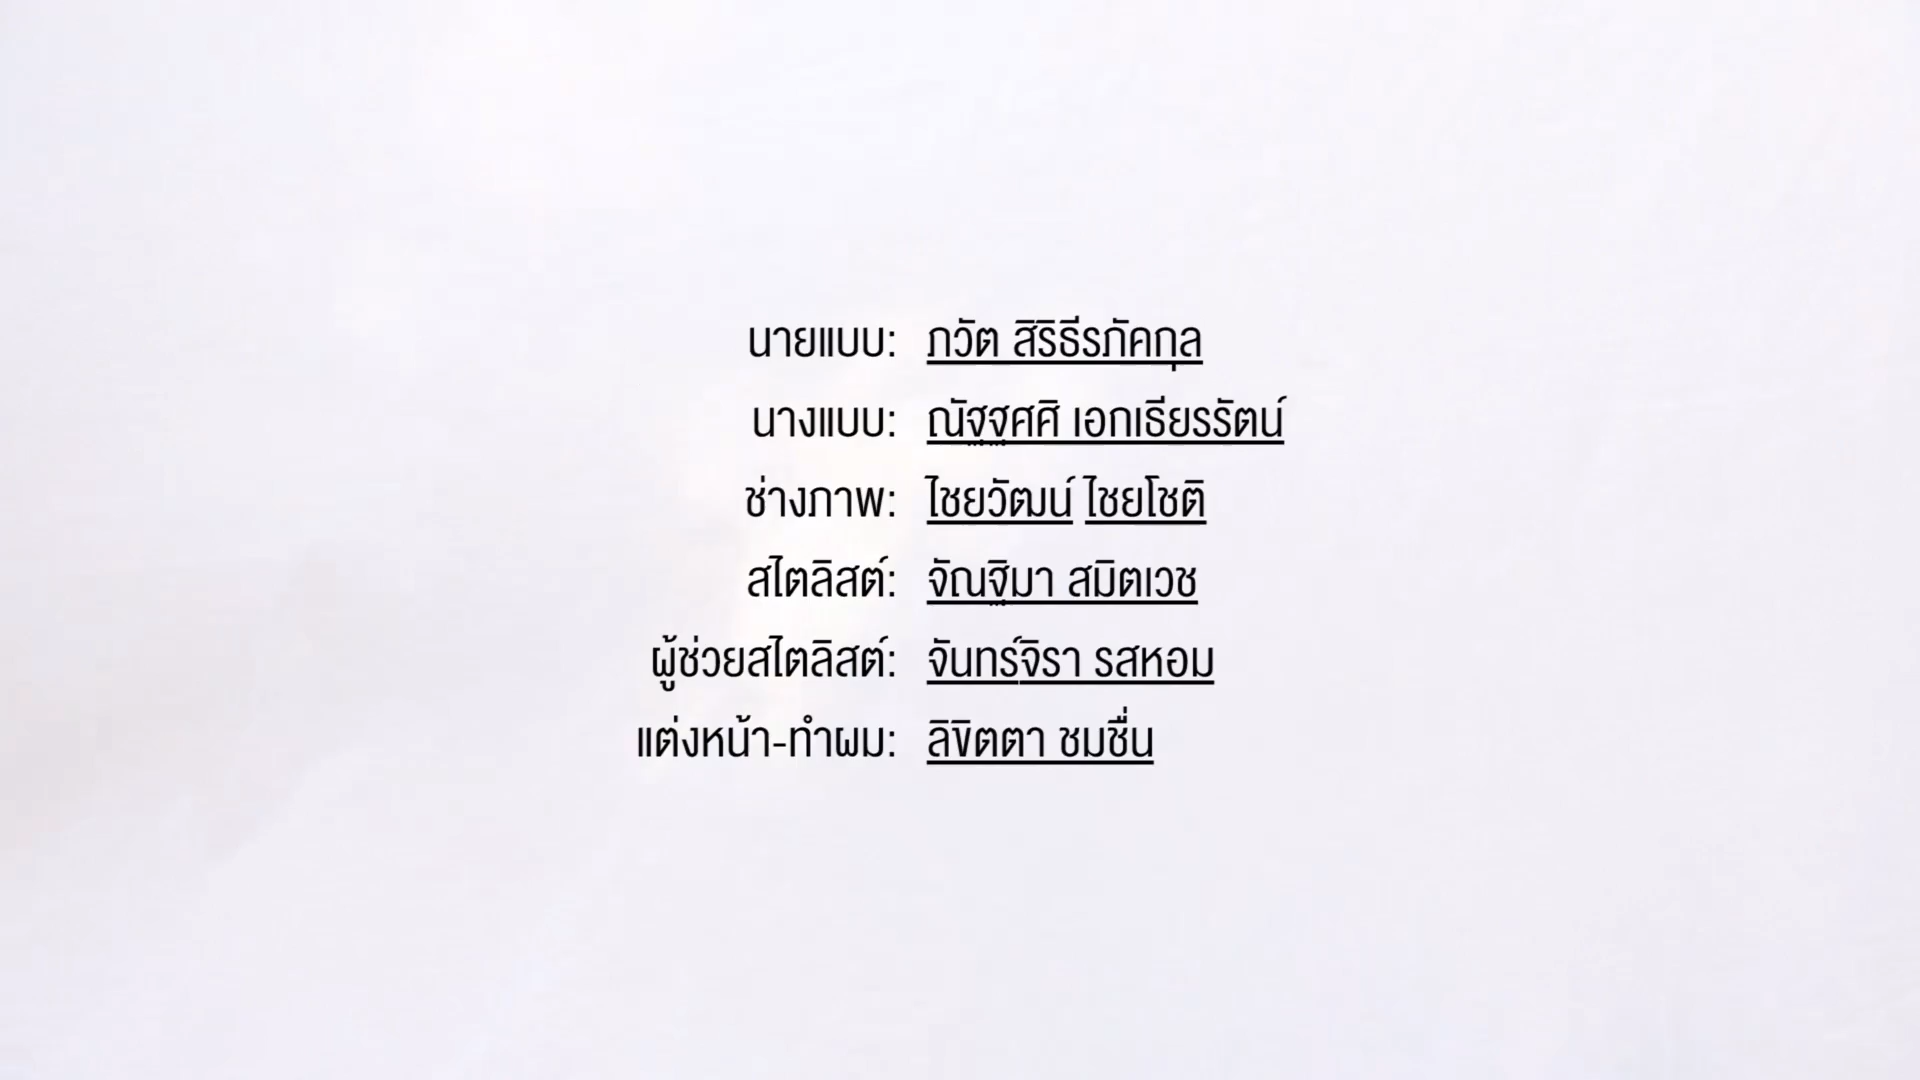 นายแบบ: ภวัต สิริธีรภัคกุล
นางแบบ: ณัฐฐศศิ เอกเธียรรัตน์
ช่างภาพ: ไชยวัฒน์ ไชยโชติ
สไตลิสต์: จัณฐิมา สมิตเวช
ผู้ช่วยสไตลิสต์: จันทร์จิรา รสหอม
แต่งหน้า-ทำผม: ลิขิตตา ชมชื่น